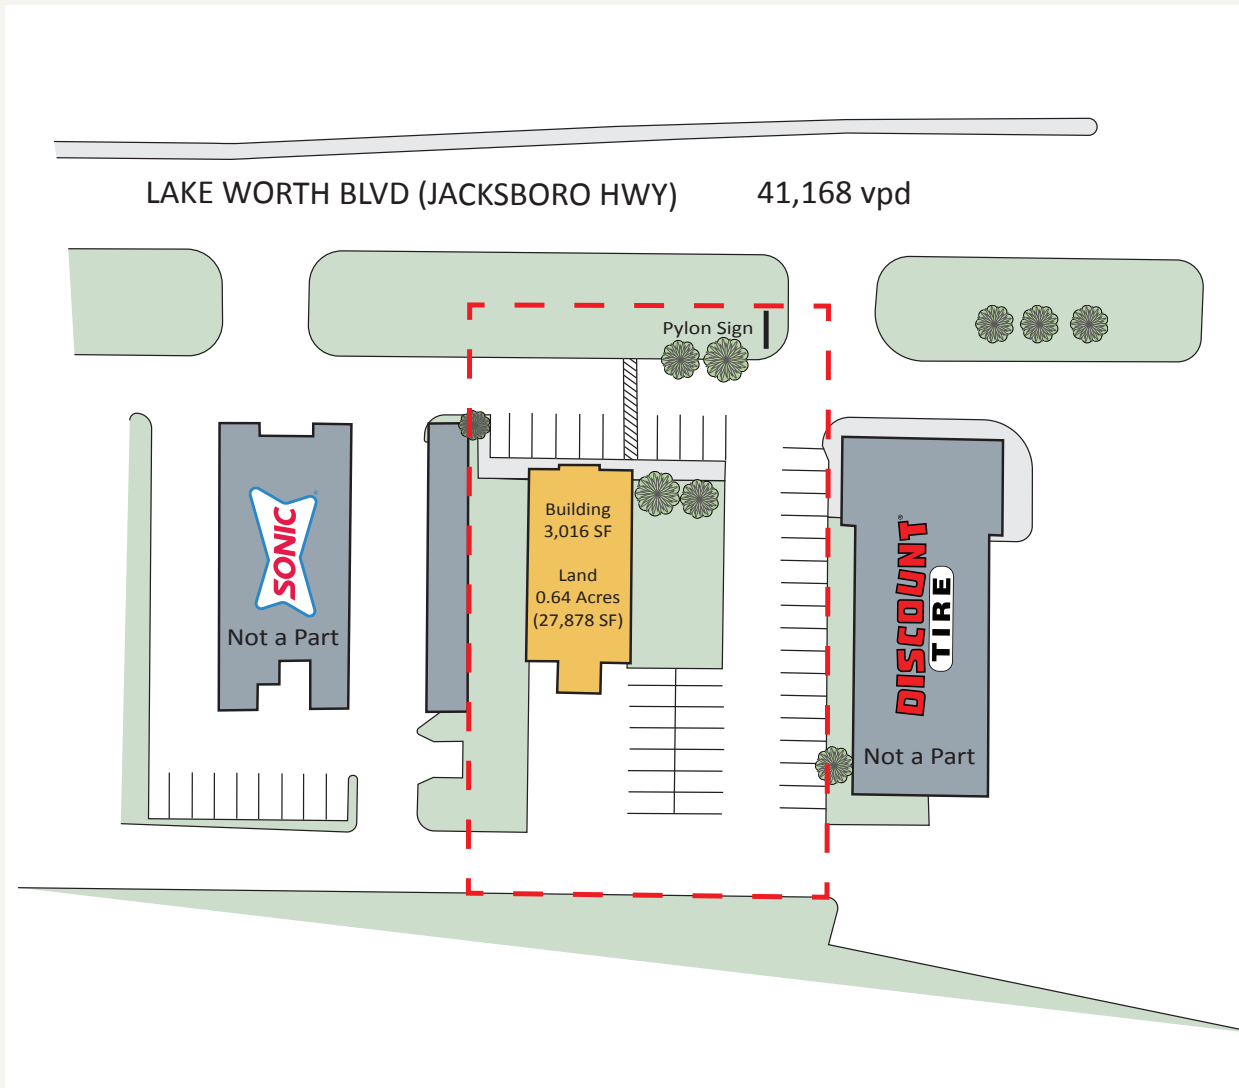 LAKE WORTH BLVD (JACKSBORO HWY) 41,168 vpd
Pylon Sign
Building
3,016 SF
Land
0.64 Acres
(27,878 SF)
SONIC
®
Not a Part
DISCOUNT®
TIRE
Not a Part